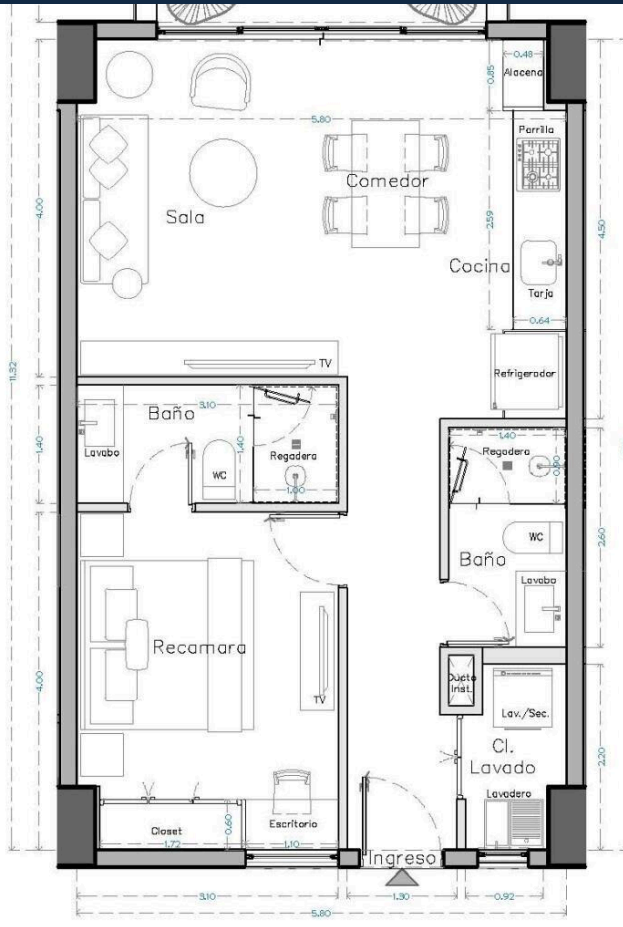 0.48
Alacena
0.85
Parrilla
5.80
Comedor
Sala
4.00
2.59
4.50
Cocina
Tarja
0.64
TV
Refrigerador
11.32
Baño
3.10
1.40
Lavabo
1.40
WC
Regadera
1.00
1.40
Regadera
0.90
WC
Baño
2.60
Lavabo
Recamara
TV
4.00
Ducto
Inst.
Lav./Sec.
Cl.
Lavado
2.20
Lavadero
Closet
0.60
1.72
Escritorio
1.10
Ingreso
3.10
1.30
0.92
5.80